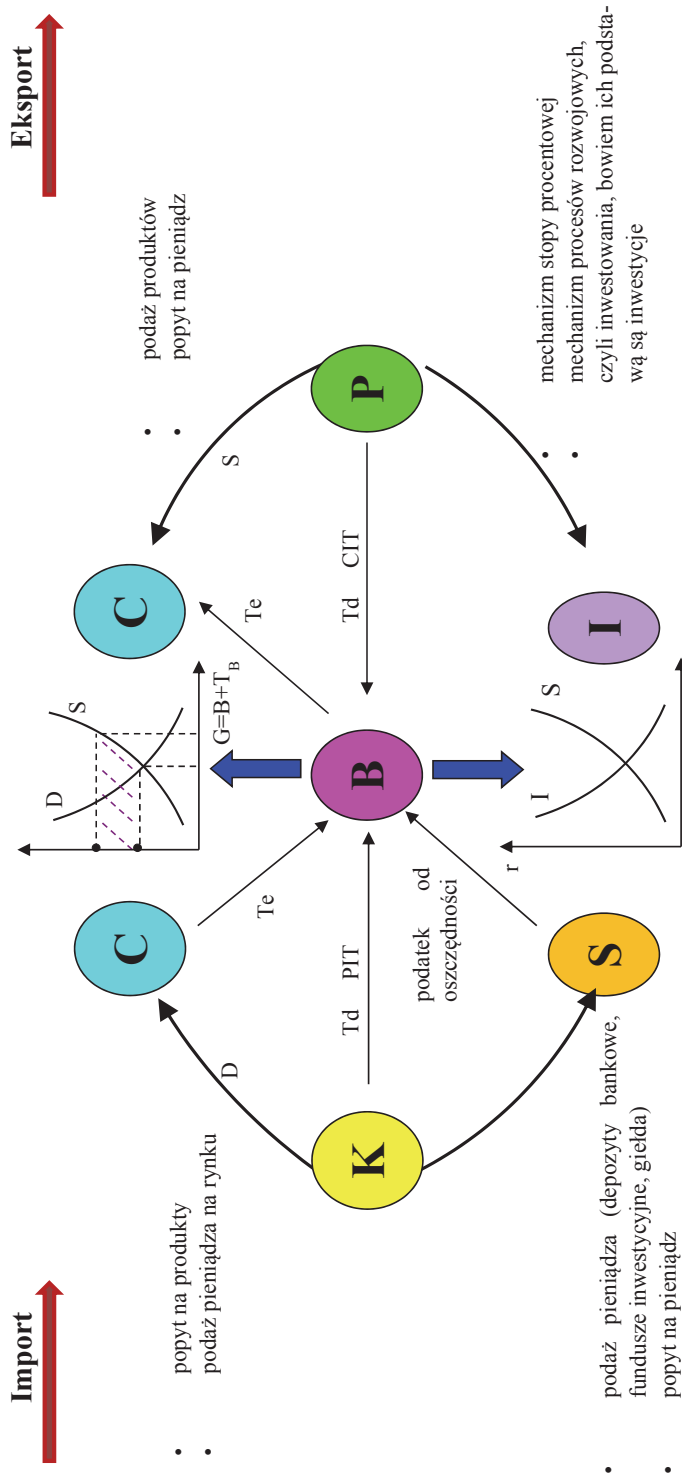 Import
Eksport
• popyt na produkty
• podaż pieniądza na rynku
• podaż produktów
• popyt na pieniądz
D
S
G=B+T_B
C
C
D
S
Te
Te
K
Td PIT
B
Td CIT
P
podatek od
oszczędności
S
r
I
S
I
• podaż pieniądza (depozyty bankowe,
fundusze inwestycyjne, giełda)
• popyt na pieniądz
• mechanizm stopy procentowej
• mechanizm procesów rozwojowych,
czyli inwestowania, bowiem ich podsta-
wą są inwestycje